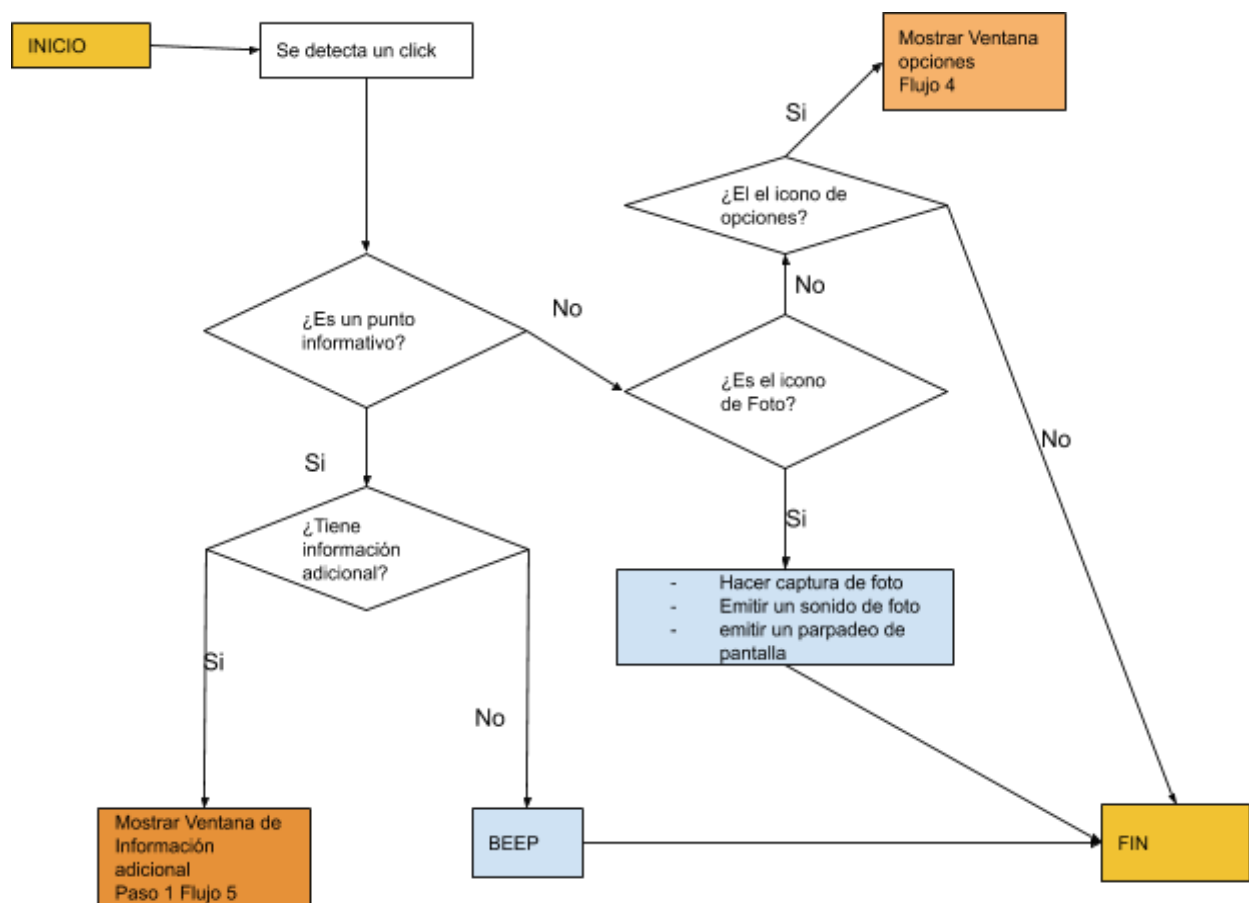 INICIO
Se detecta un click
Mostrar Ventana
opciones
Flujo 4
Si
¿El el icono de
opciones?
No
No
¿Es un punto
informativo?
¿Es el icono
de Foto?
No
Si
Si
¿Tiene
información
adicional?
- Hacer captura de foto
- Emitir un sonido de foto
- emitir un parpadeo de
pantalla
Si
No
Mostrar Ventana de
Información
adicional
Paso 1 Flujo 5
BEEP
FIN